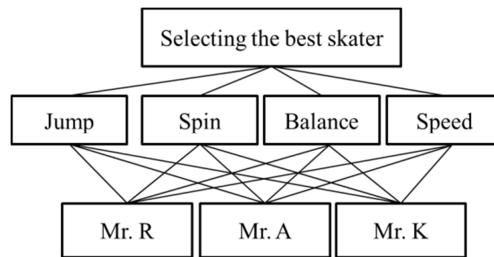 Selecting the best skater
Jump
Spin
Balance
Speed
Mr. R
Mr. A
Mr. K